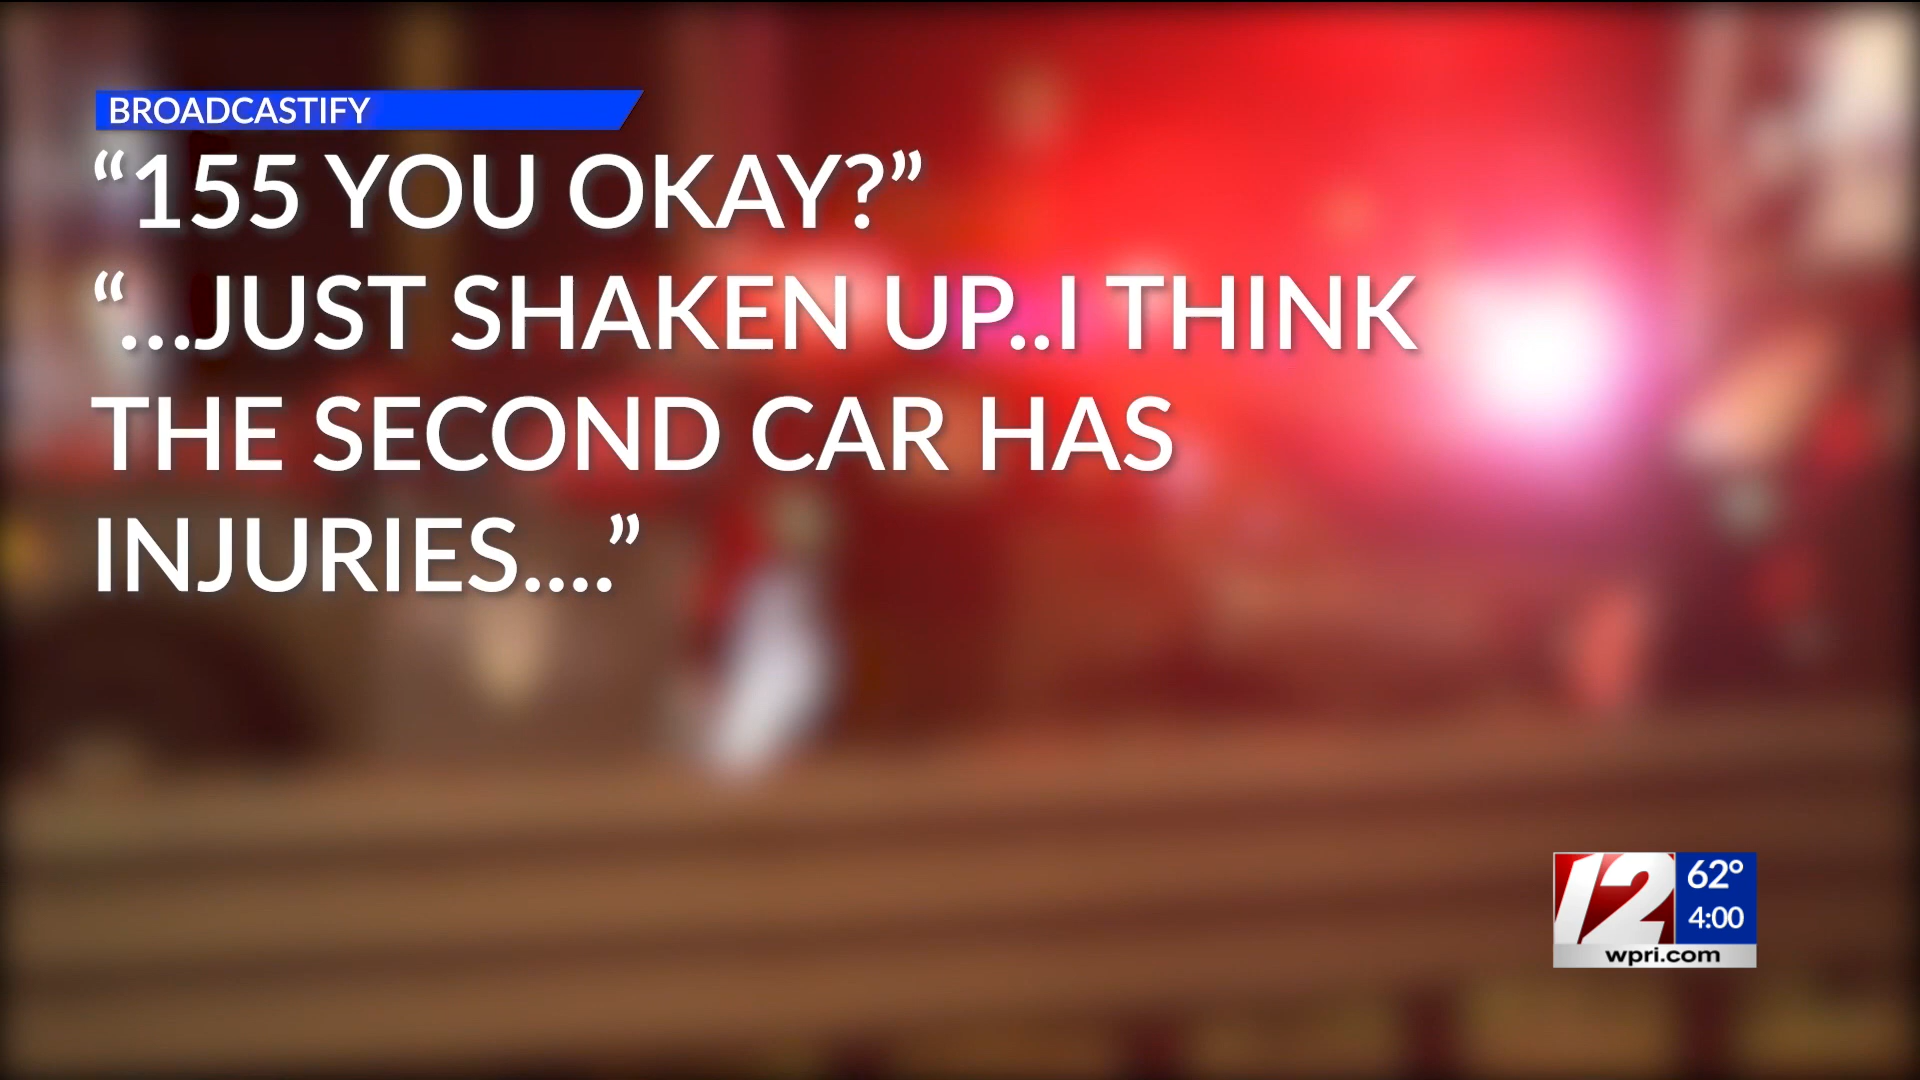 BROADCASTIFY
“155 YOU OKAY?”
“...JUST SHAKEN UP..I THINK
THE SECOND CAR HAS
INJURIES....”
12
62°
4:00
wpri.com